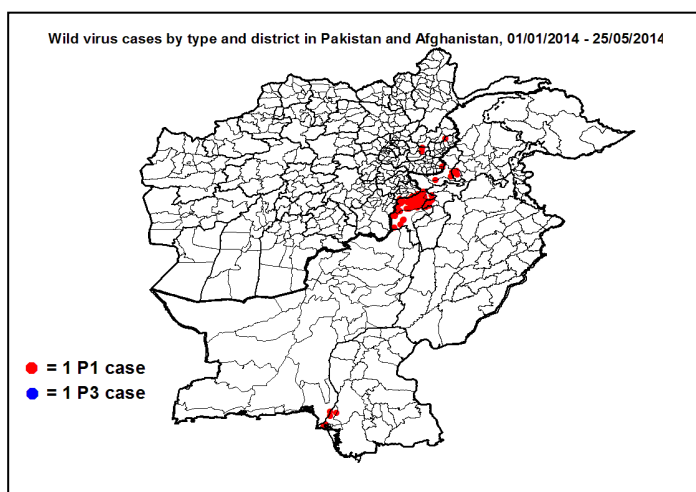 Wild virus cases by type and district in Pakistan and Afghanistan, 01/01/2014 - 25/05/2014
= 1 P1 case
= 1 P3 case